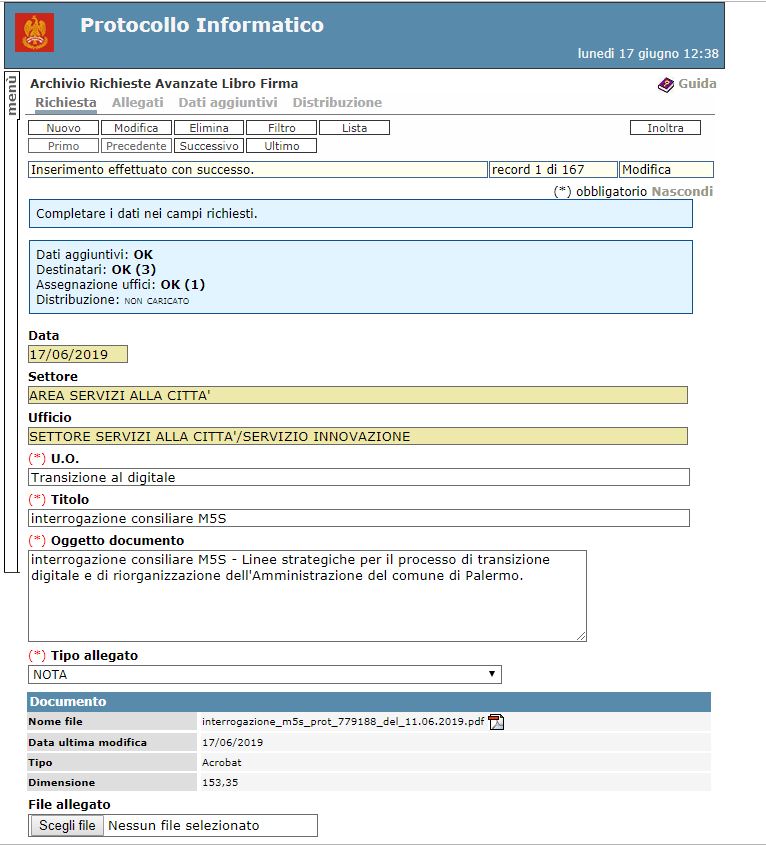 Protocollo Informatico
lunedi 17 giugno 12:38
menù
Archivio Richieste Avanzate Libro Firma
Guida
Richiesta Allegati Dati aggiuntivi Distribuzione
Nuovo Modifica Elimina Filtro Lista Inoltra
Primo Precedente Successivo Ultimo
Inserimento effettuato con successo. record 1 di 167 Modifica
(*) obbligatorio Nascondi
Completare i dati nei campi richiesti.
Dati aggiuntivi: OK
Destinatari: OK (3)
Assegnazione uffici: OK (1)
Distribuzione: NON CARICATO
Data
17/06/2019
Settore
AREA SERVIZI ALLA CITTA'
Ufficio
SETTORE SERVIZI ALLA CITTA'/SERVIZIO INNOVAZIONE
(*) U.O.
Transizione al digitale
(*) Titolo
interrogazione consiliare M5S
(*) Oggetto documento
interrogazione consiliare M5S - Linee strategiche per il processo di transizione
digitale e di riorganizzazione dell'Amministrazione del comune di Palermo.
(*) Tipo allegato
NOTA
Documento
Nome file interrogazione_m5s_prot_779188_del_11.06.2019.pdf
Data ultima modifica 17/06/2019
Tipo Acrobat
Dimensione 153,35
File allegato
Scegli file Nessun file selezionato